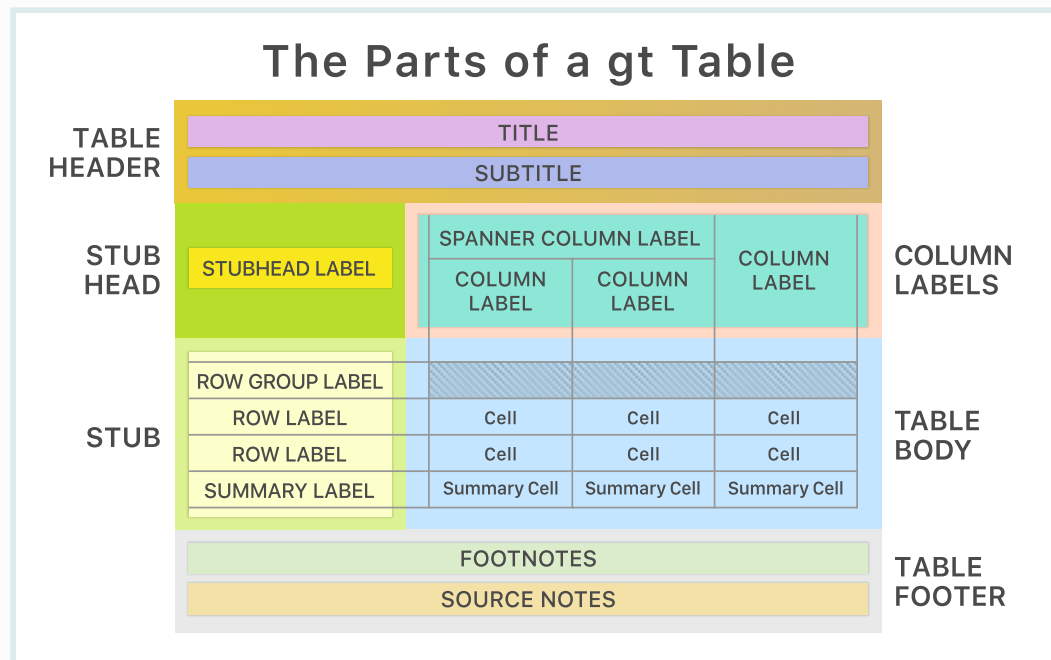 The Parts of a gt Table
TABLE
HEADER
TITLE
SUBTITLE
STUB
HEAD
STUBHEAD LABEL
SPANNER COLUMN LABEL
COLUMN
LABEL
COLUMN
LABEL
COLUMN
LABEL
COLUMN
LABELS
STUB
ROW GROUP LABEL
ROW LABEL
Cell
Cell
Cell
ROW LABEL
Cell
Cell
Cell
SUMMARY LABEL
Summary Cell
Summary Cell
Summary Cell
TABLE
BODY
FOOTNOTES
SOURCE NOTES
TABLE
FOOTER